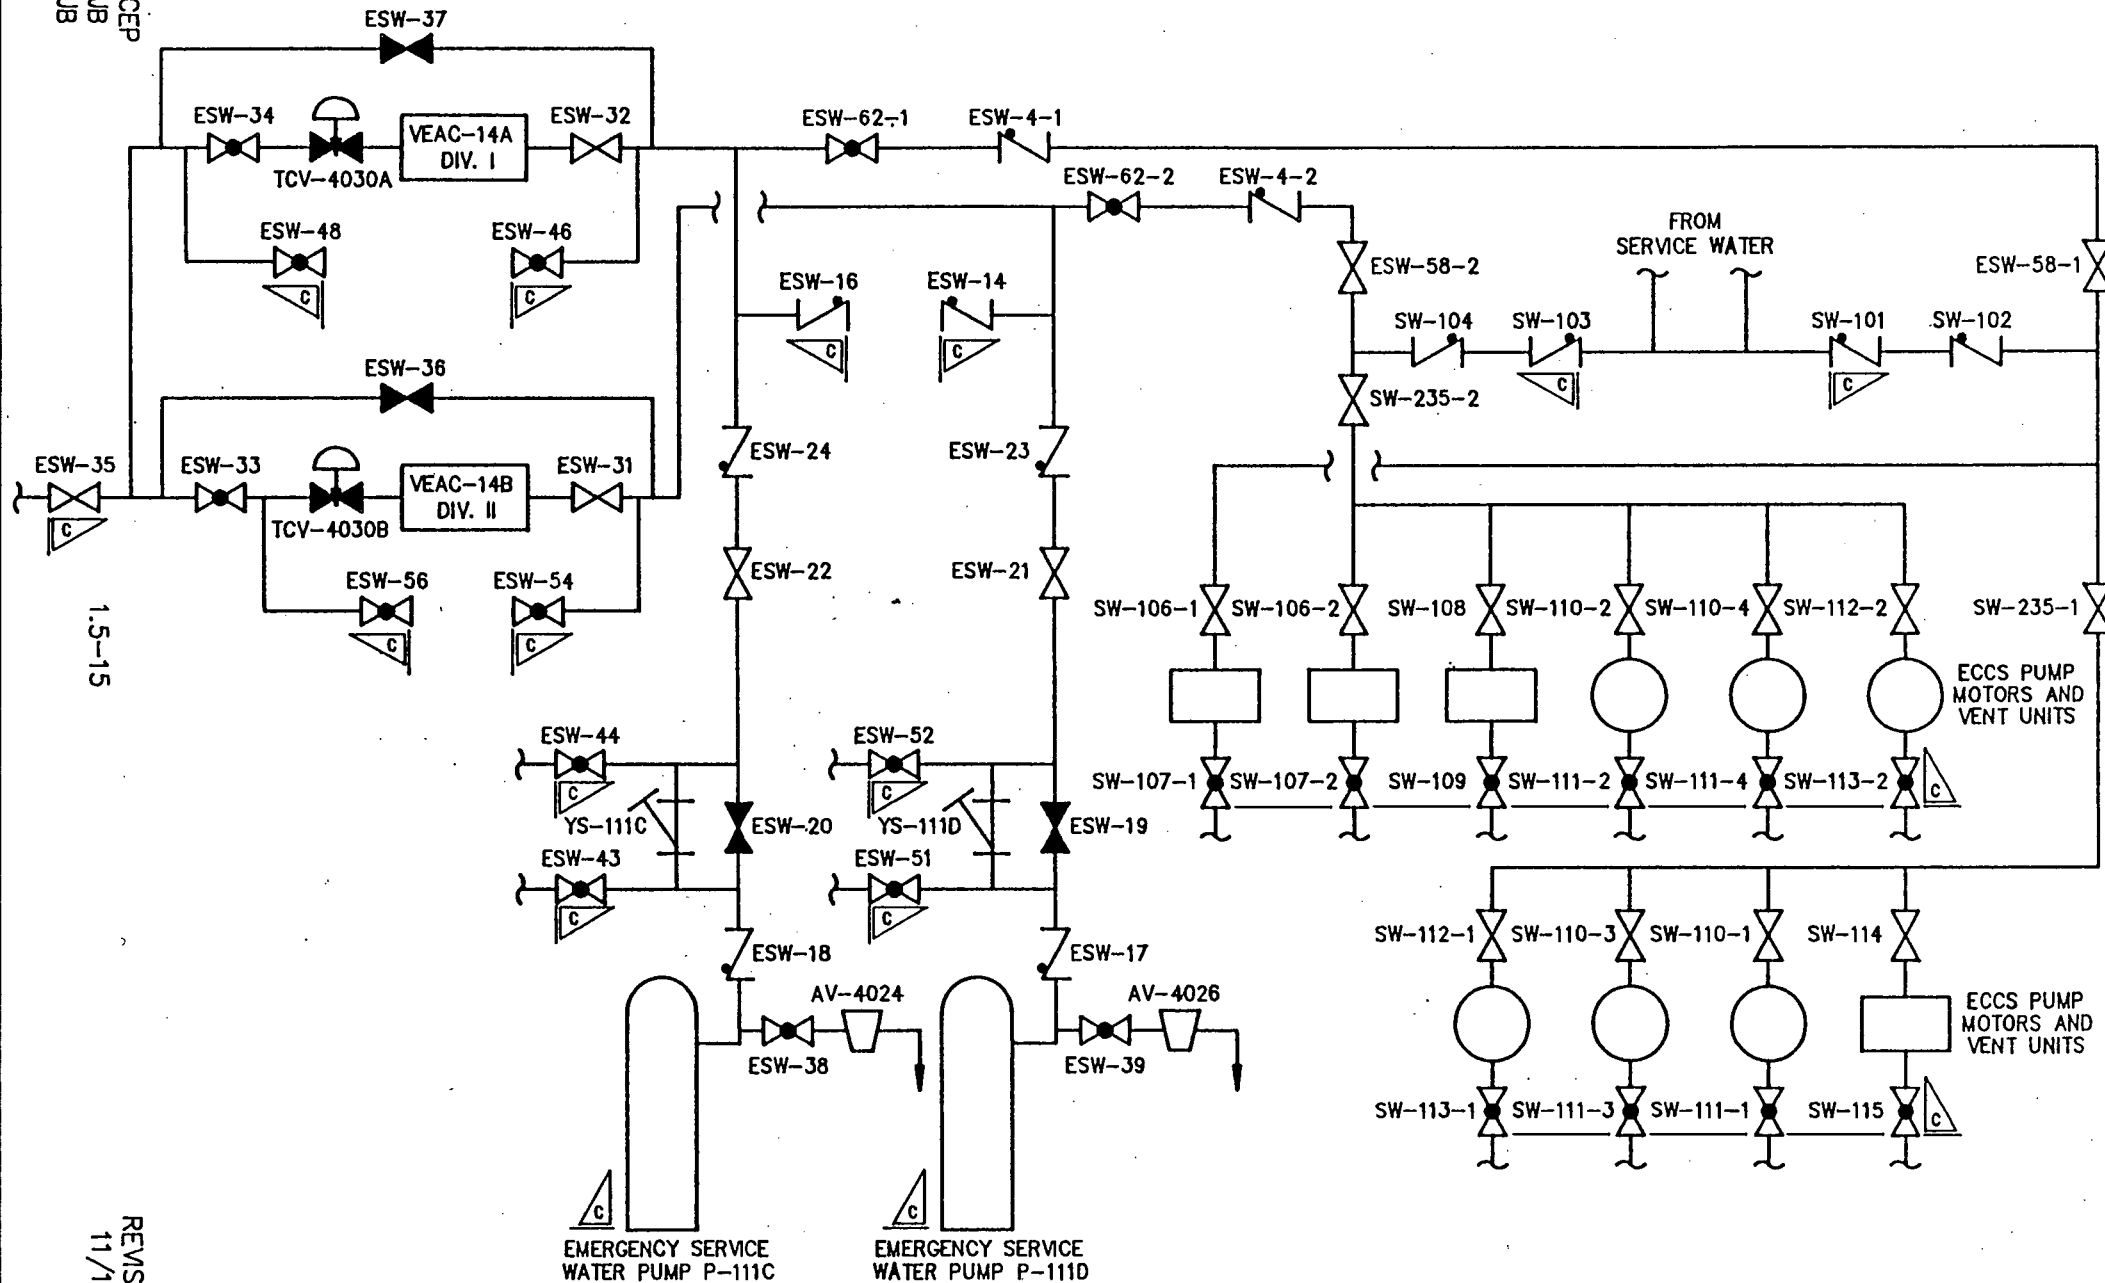 CEP
JB
JB
ESW-37
ESW-34
VEAC-14A
DIV. I
ESW-32
TCV-4030A
ESW-62-1
ESW-4-1
ESW-62-2
ESW-4-2
ESW-48
ESW-46
C
C
FROM
SERVICE WATER
ESW-58-2
ESW-58-1
ESW-16
ESW-14
C
C
SW-104
SW-103
SW-101
SW-102
C
C
ESW-36
SW-235-2
ESW-35
ESW-33
VEAC-14B
DIV. II
ESW-31
TCV-4030B
C
ESW-24
ESW-23
ESW-56
ESW-54
C
C
ESW-22
ESW-21
SW-106-1
SW-106-2
SW-108
SW-110-2
SW-110-4
SW-112-2
SW-235-1
1.5-15
ECCS PUMP
MOTORS AND
VENT UNITS
ESW-44
ESW-52
C
C
SW-107-1
SW-107-2
SW-109
SW-111-2
SW-111-4
SW-113-2
C
YS-111C
ESW-20
YS-111D
ESW-19
ESW-43
ESW-51
C
C
ESW-18
ESW-17
SW-112-1
SW-110-3
SW-110-1
SW-114
AV-4024
AV-4026
ESW-38
ESW-39
ECCS PUMP
MOTORS AND
VENT UNITS
SW-113-1
SW-111-3
SW-111-1
SW-115
C
C
C
EMERGENCY SERVICE
WATER PUMP P-111C
EMERGENCY SERVICE
WATER PUMP P-111D
REVIS
11/1